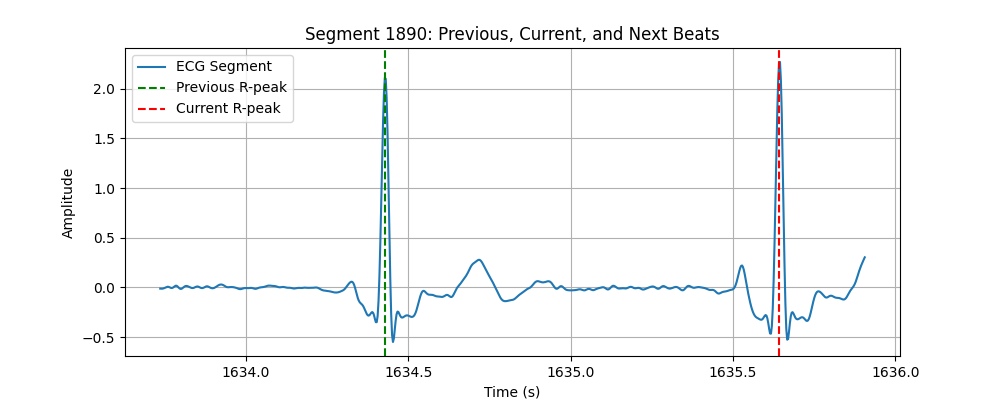 Segment 1890: Previous, Current, and Next Beats
ECG Segment
Previous R-peak
Current R-peak
2.0
1.5
1.0
0.5
0.0
−0.5
Amplitude
1634.0 1634.5 1635.0 1635.5 1636.0
Time (s)